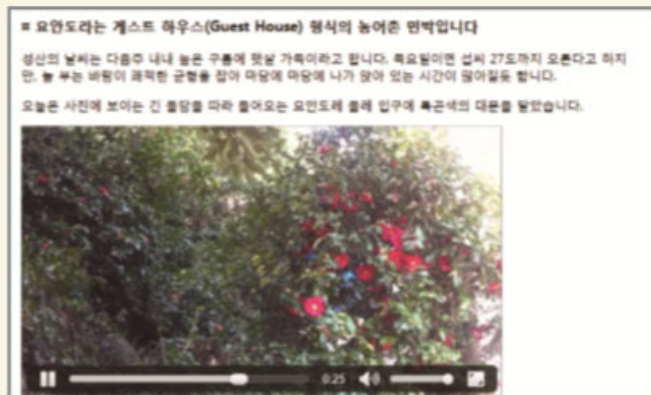 ≡ 요안도라는 게스트 하우스(Guest House) 형식의 농어촌 민박입니다
성산의 날씨는 다음주 내내 높은 구름에 햇살 가득이라고 합니다. 목요일이면 섭씨 27도까지 오른다고 하지
만, 늘 부는 바람이 쾌적한 균형을 잡아 마당에 마당에 나가 앉아 있는 시간이 많아질듯 합니다.
오늘은 사진에 보이는 긴 돌담을 따라 들어오는 요안도레 올레 입구에 흑곤색의 대문을 달았습니다.
0:25